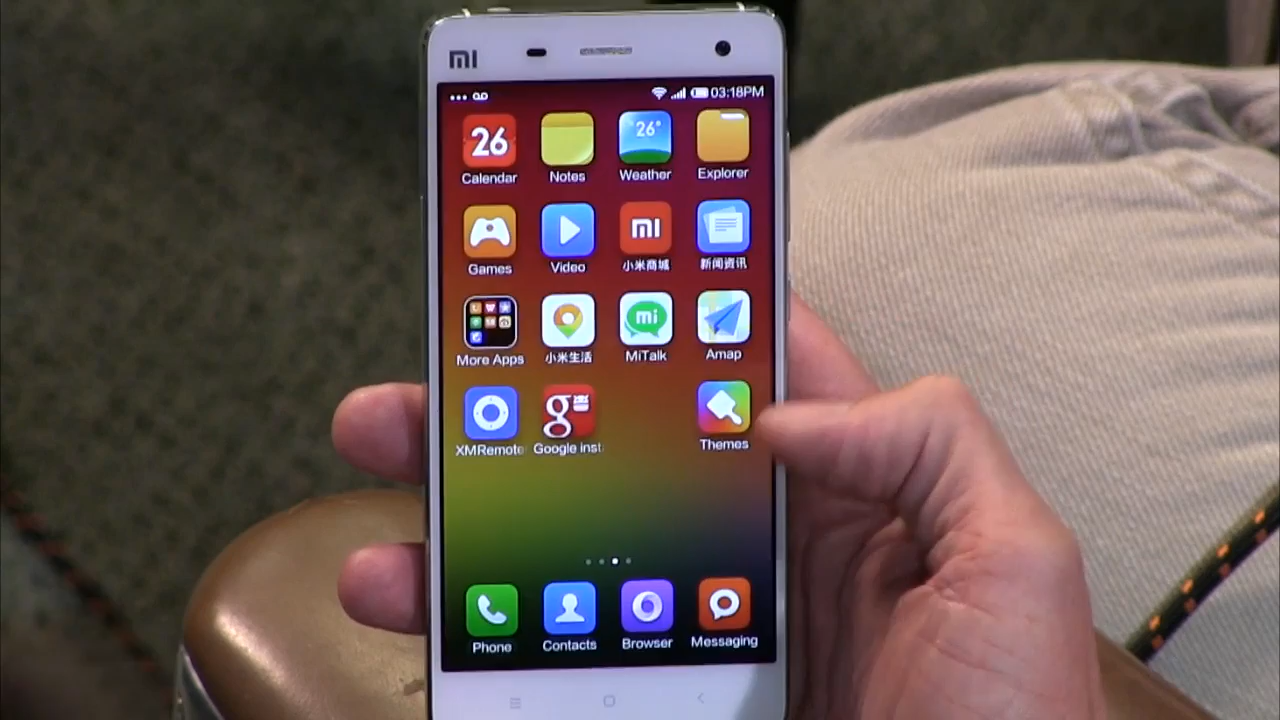 mi
03:18PM
26
26°
Calendar
Notes
Weather
Explorer
mi
Games
Video
小米商城
新闻资讯
mi
More Apps
小米生活
MiTalk
Amap
g
XMRemote
Google inst
Themes
Phone
Contacts
Browser
Messaging